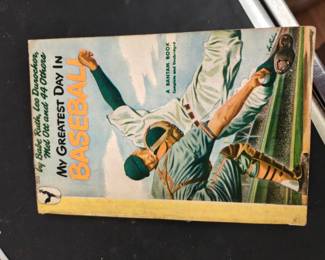 by Babe Ruth, Leo Durocher,
Mel Ott and 44 Others
MY GREATEST DAY IN
BASEBALL
A BANTAM BOOK
Complete and Unabridged